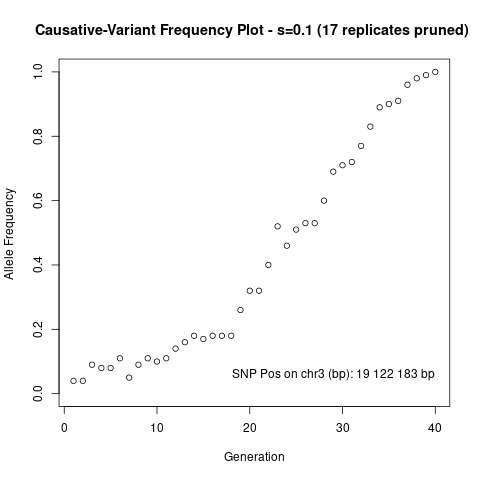 Causative-Variant Frequency Plot - s=0.1 (17 replicates pruned)
Allele Frequency
1.0
0.8
0.6
0.4
0.2
0.0
SNP Pos on chr3 (bp): 19 122 183 bp
0 10 20 30 40
Generation